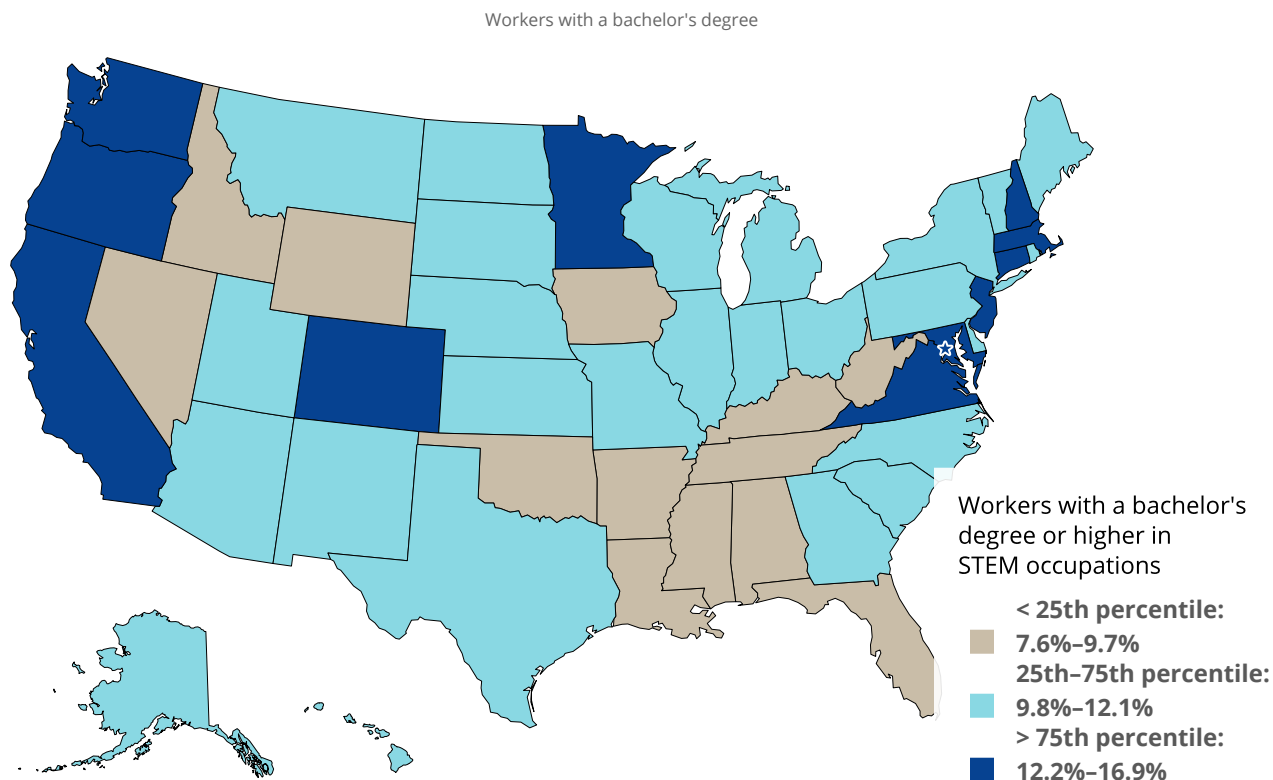 Workers with a bachelor's degree
Workers with a bachelor's
degree or higher in
STEM occupations
< 25th percentile:
7.6%–9.7%
25th–75th percentile:
9.8%–12.1%
> 75th percentile:
12.2%–16.9%